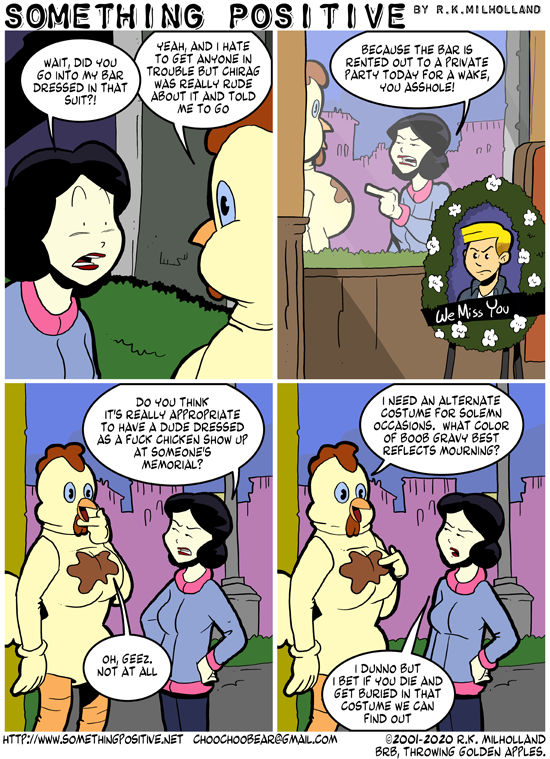 SOMETHING POSITIVE BY R.K.MILHOLLAND
WAIT, DID YOU
GO INTO MY BAR
DRESSED IN THAT
SUIT?!
YEAH, AND I HATE
TO GET ANYONE IN
TROUBLE BUT CHIRAG
WAS REALLY RUDE
ABOUT IT AND TOLD
ME TO GO
BECAUSE THE BAR IS
RENTED OUT TO A PRIVATE
PARTY TODAY FOR A WAKE,
YOU ASSHOLE!
We Miss You
DO YOU THINK
IT'S REALLY APPROPRIATE
TO HAVE A DUDE DRESSED
AS A FUCK CHICKEN SHOW UP
AT SOMEONE'S
MEMORIAL?
OH, GEEZ.
NOT AT ALL
I NEED AN ALTERNATE
COSTUME FOR SOLEMN
OCCASIONS. WHAT COLOR
OF BOOB GRAVY BEST
REFLECTS MOURNING?
I DUNNO BUT
I BET IF YOU DIE AND
GET BURIED IN THAT
COSTUME WE CAN
FIND OUT
HTTP://WWW.SOMETHINGPOSITIVE.NET CHOOCHOOBEAR@GMAIL.COM
©2001-2020 R.K. MILHOLLAND
BRB, THROWING GOLDEN APPLES.